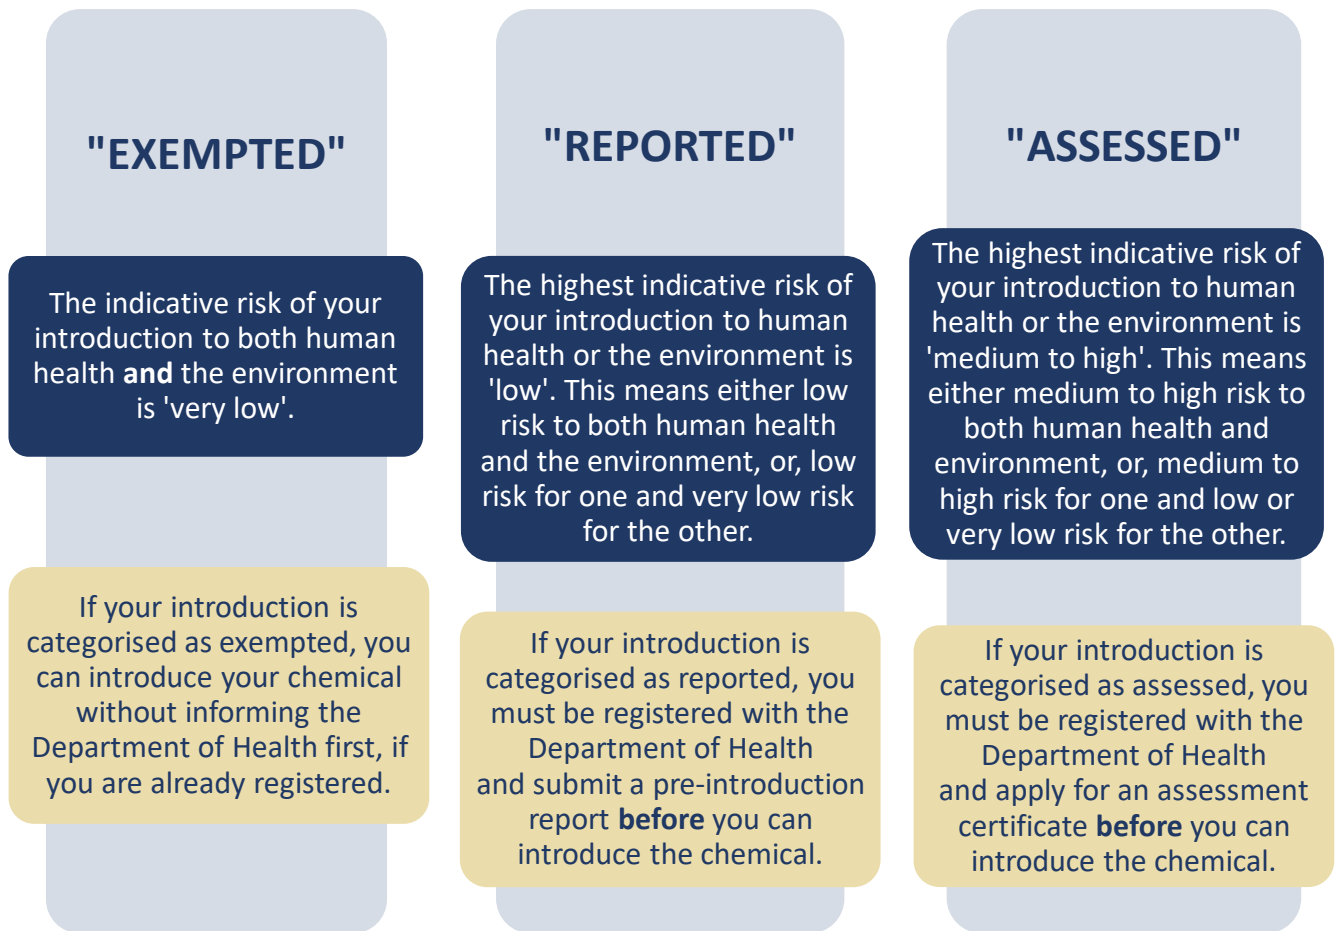 "EXEMPTED"
The indicative risk of your
introduction to both human
health and the environment
is 'very low'.
If your introduction is
categorised as exempted, you
can introduce your chemical
without informing the
Department of Health first, if
you are already registered.
"REPORTED"
The highest indicative risk of
your introduction to human
health or the environment is
'low'. This means either low
risk to both human health
and the environment, or, low
risk for one and very low risk
for the other.
If your introduction is
categorised as reported, you
must be registered with the
Department of Health
and submit a pre-introduction
report before you can
introduce the chemical.
"ASSESSED"
The highest indicative risk of
your introduction to human
health or the environment is
'medium to high'. This means
either medium to high risk to
both human health and
environment, or, medium to
high risk for one and low or
very low risk for the other.
If your introduction is
categorised as assessed, you
must be registered with the
Department of Health
and apply for an assessment
certificate before you can
introduce the chemical.